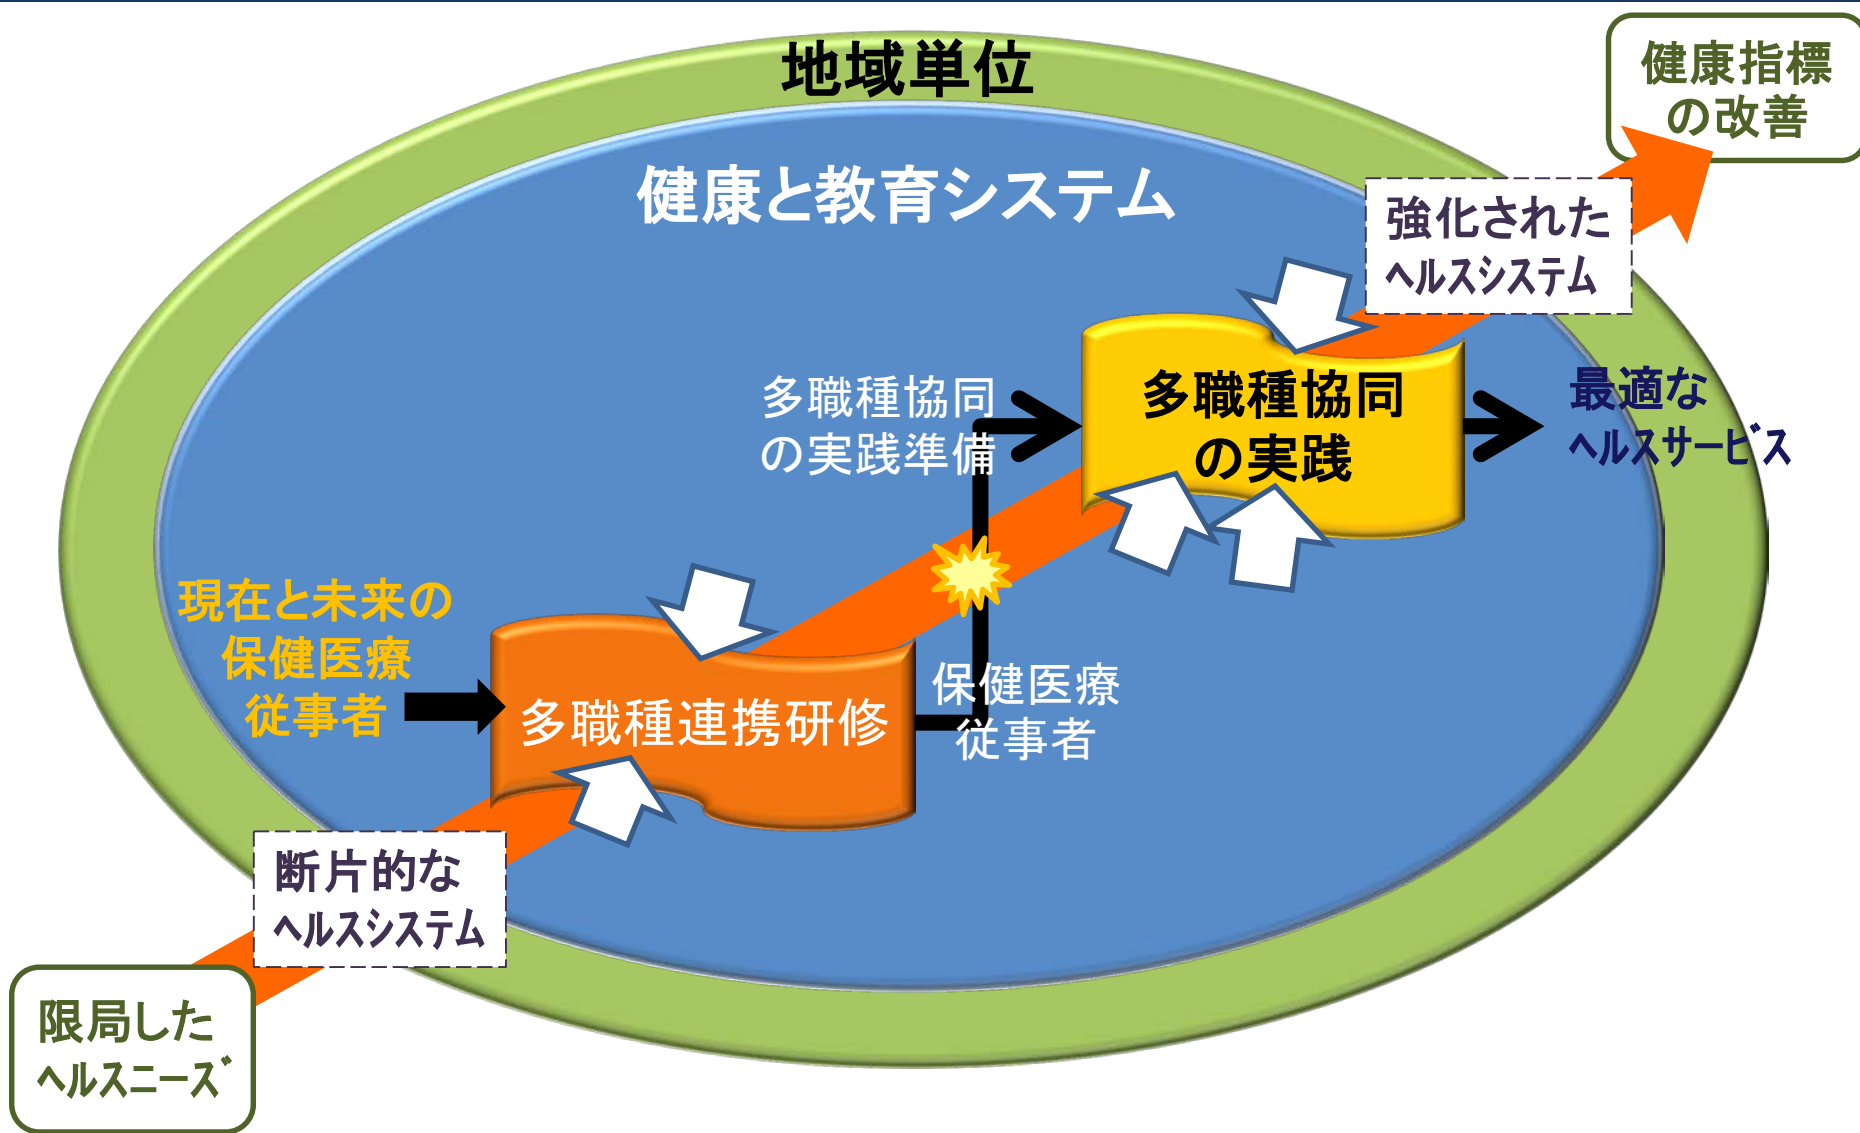 地域単位
健康指標
の改善
健康と教育システム
強化された
ヘルスシステム
多職種協同
の実践準備
多職種協同
の実践
最適な
ヘルスサービス
現在と未来の
保健医療
従事者
多職種連携研修
保健医療
従事者
断片的な
ヘルスシステム
限局した
ヘルスニーズ